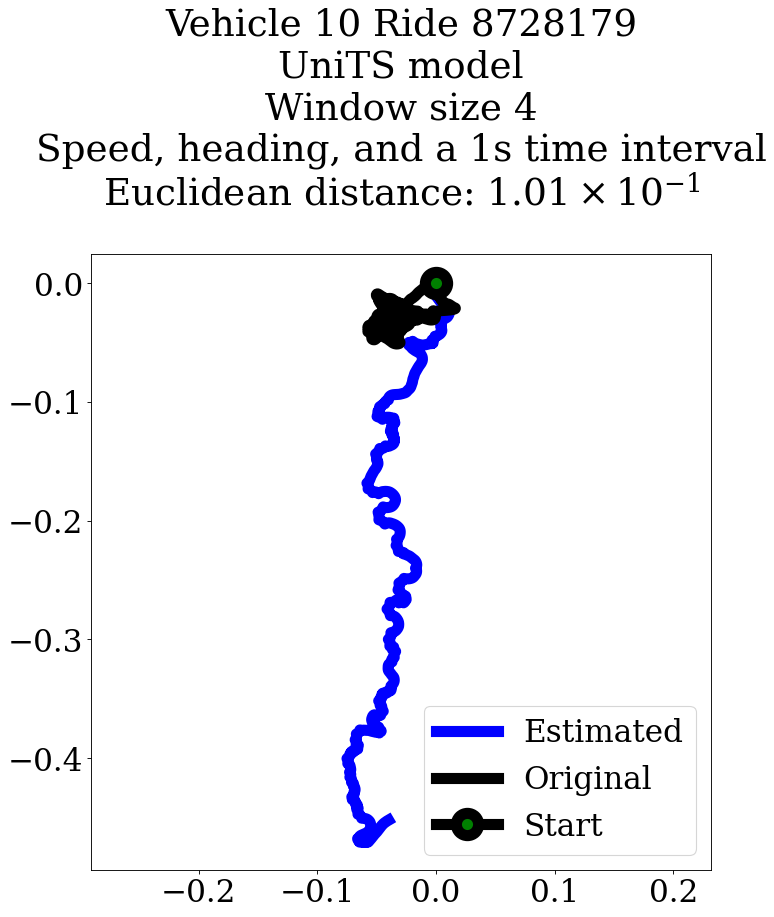 Vehicle 10 Ride 8728179
UniTS model
Window size 4
Speed, heading, and a 1s time interval
Euclidean distance: 1.01 × 10⁻¹
0.0
−0.1
−0.2
−0.3
−0.4
−0.2
−0.1
0.0
0.1
0.2
Estimated
Original
Start